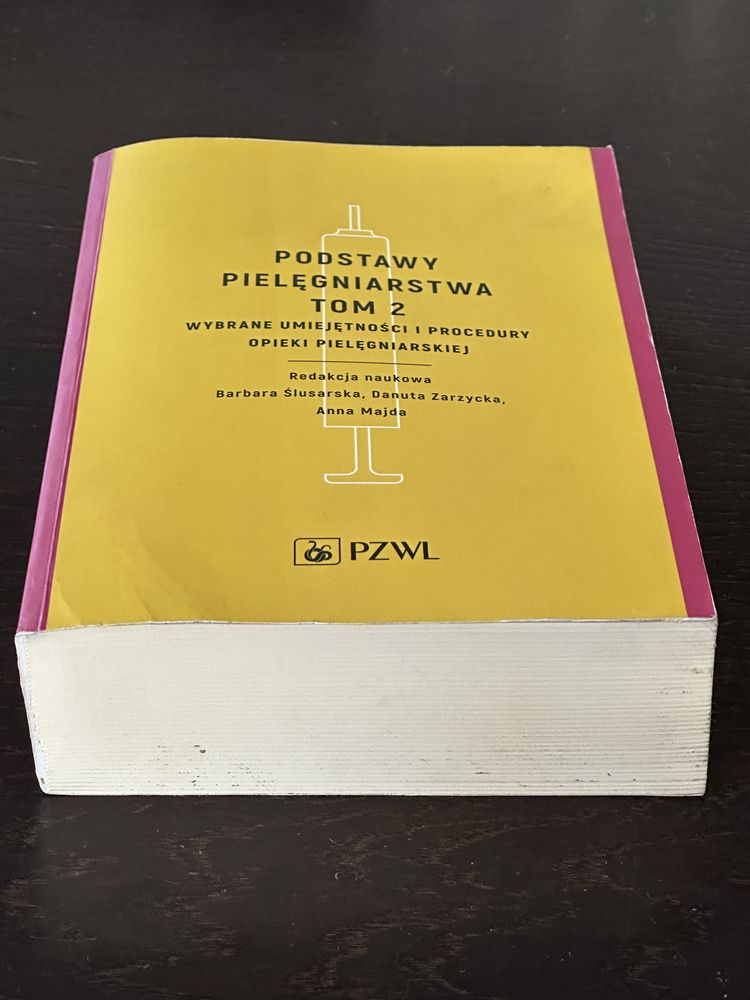 PODSTAWY
PIELĘGNIARSTWA
TOM 2
WYBRANE UMIEJĘTNOŚCI I PROCEDURY
OPIEKI PIELĘGNIARSKIEJ
Redakcja naukowa
Barbara Ślusarska, Danuta Zarzycka,
Anna Majda
PZWL